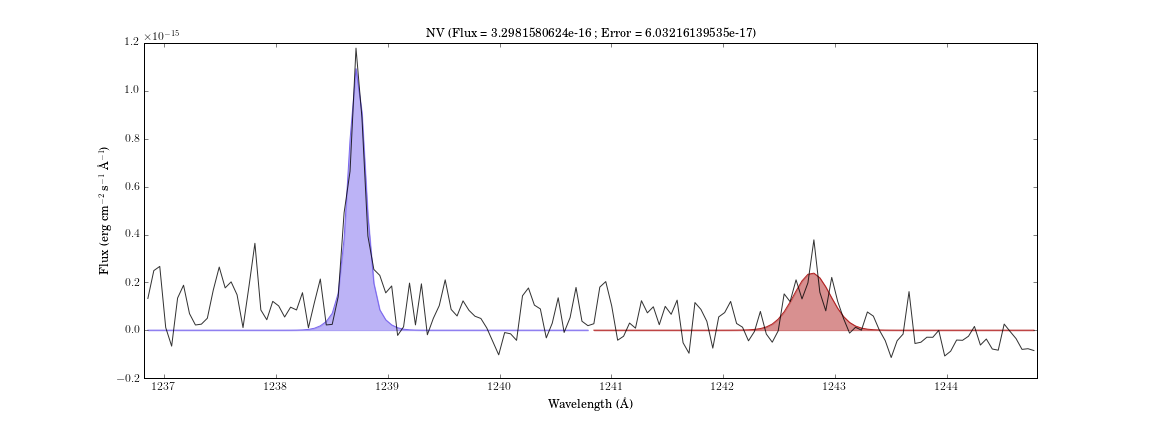 NV (Flux = 3.2981580624e-16 ; Error = 6.03216139535e-17)
×10⁻¹⁵
1.2
1.0
0.8
0.6
0.4
0.2
0.0
−0.2
Flux (erg cm⁻² s⁻¹ Å⁻¹)
1237 1238 1239 1240 1241 1242 1243 1244
Wavelength (Å)